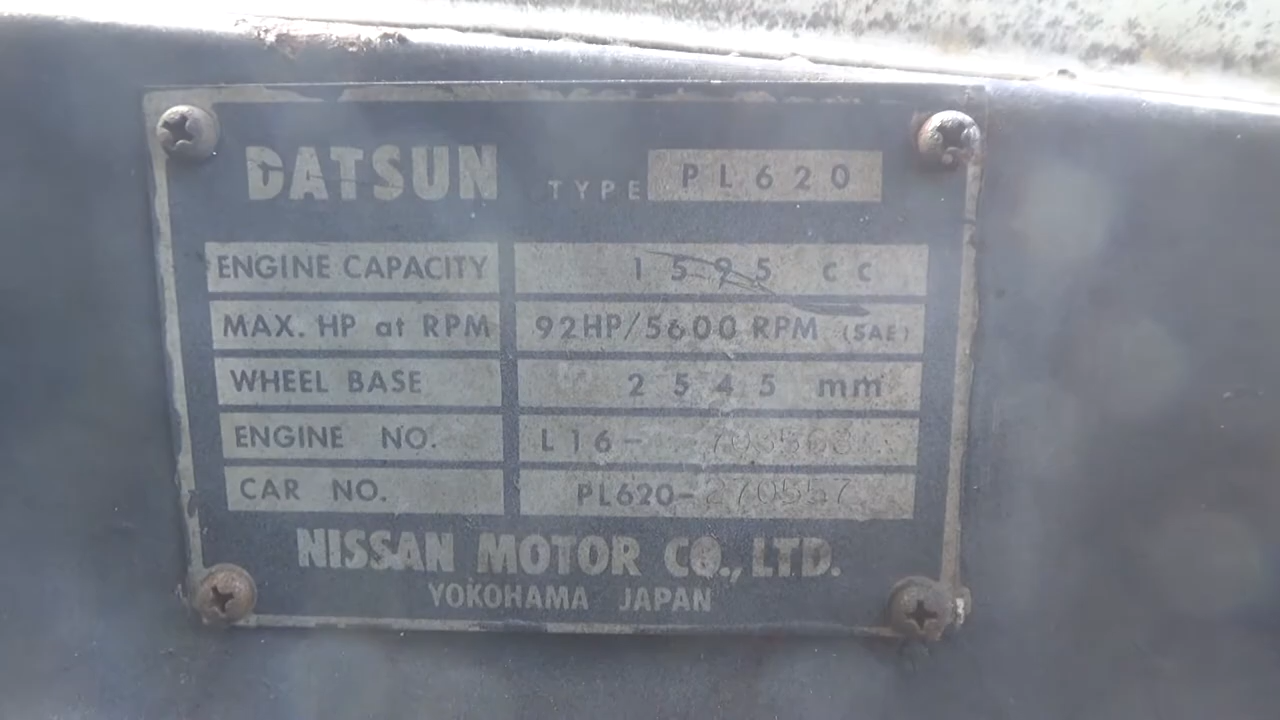 DATSUN TYPE PL620
ENGINE CAPACITY 1595 cc
MAX. HP at RPM 92HP/5600 RPM (SAE)
WHEEL BASE 2545 mm
ENGINE NO. L16-
CAR NO. PL620-270557
NISSAN MOTOR CO., LTD.
YOKOHAMA JAPAN